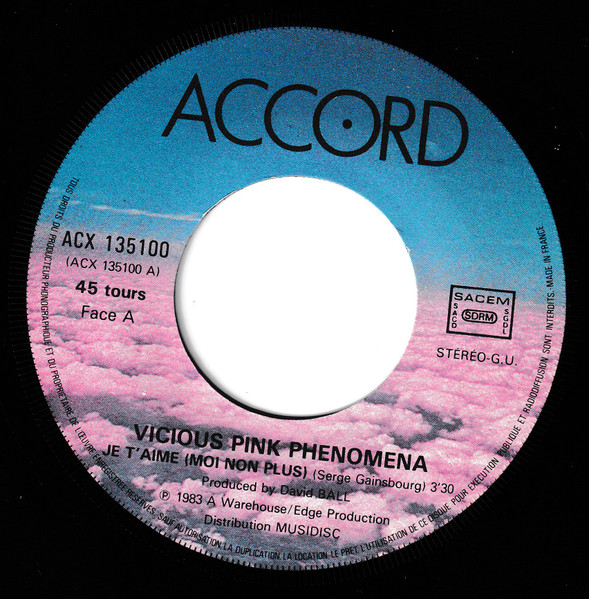 ACCORD
ACX 135100
(ACX 135100 A)
45 tours
Face A
SACEM
SACD
SDRM
SGDL
STÉRÉO-G.U.
VICIOUS PINK PHENOMENA
JE T'AIME (MOI NON PLUS) (Serge Gainsbourg) 3'30
Produced by David BALL
℗ 1983 A Warehouse/Edge Production
Distribution MUSIDISC
TOUS DROITS DU PRODUCTEUR PHONOGRAPHIQUE ET DU PROPRIETAIRE DE L'ŒUVRE ENREGISTREE RESERVES. SAUF AUTORISATION, LA DUPLICATION, LA LOCATION, LE PRET, L'UTILISATION DE CE DISQUE POUR EXECUTION PUBLIQUE ET RADIODIFFUSION SONT INTERDITS. MADE IN FRANCE